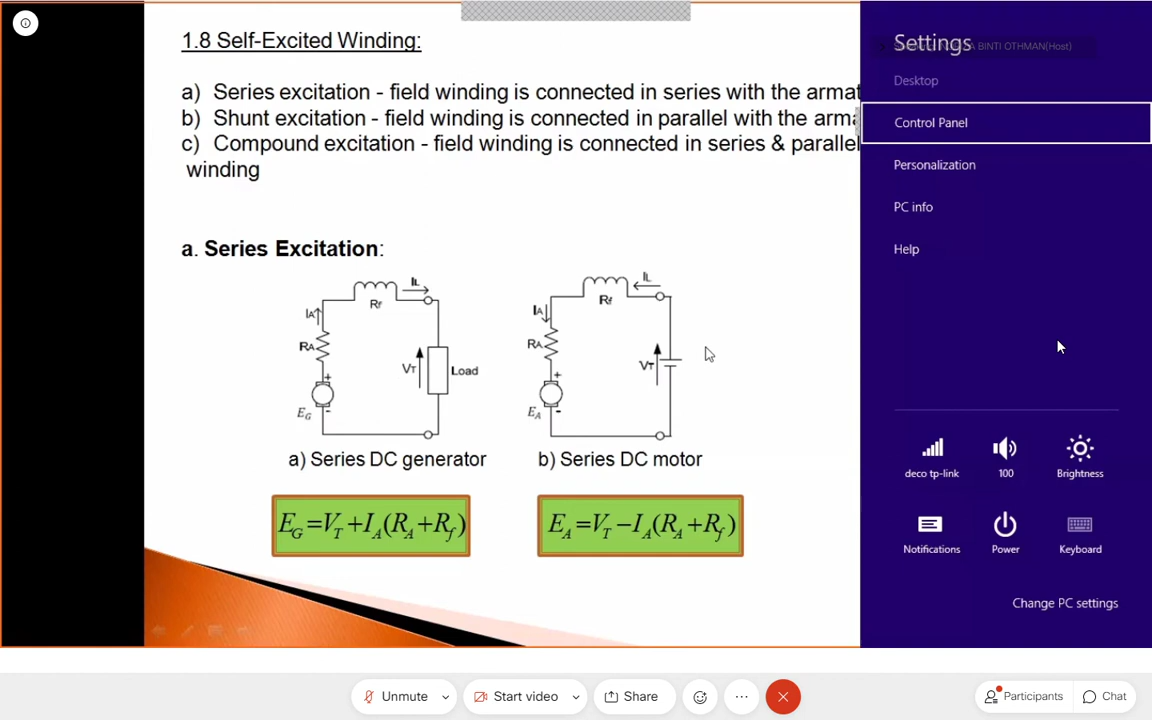 1.8 Self-Excited Winding:
a) Series excitation - field winding is connected in series with the armat
b) Shunt excitation - field winding is connected in parallel with the arma
c) Compound excitation - field winding is connected in series & parallel
winding
a. Series Excitation:
IL
Rf
IA
RA
VT
Load
+
-
EG
a) Series DC generator
IL
Rf
IA
RA
VT
+
-
EA
b) Series DC motor
EG=VT+IA(RA+Rf)
EA=VT-IA(RA+Rf)
Settings
BINTI OTHMAN(Host)
Desktop
Control Panel
Personalization
PC info
Help
deco tp-link
100
Brightness
Notifications
Power
Keyboard
Change PC settings
Unmute
Start video
Share
Participants
Chat